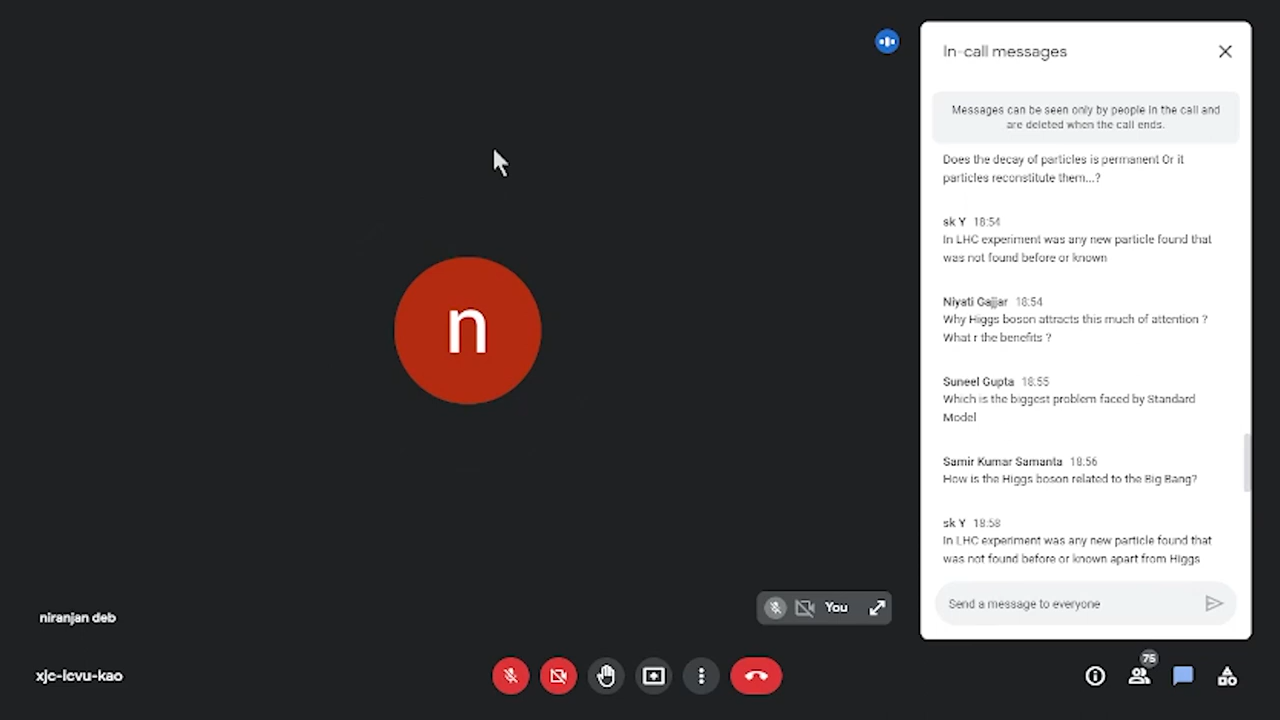 In-call messages
Messages can be seen only by people in the call and
are deleted when the call ends.
Does the decay of particles is permanent Or it
particles reconstitute them...?
sk Y 18:54
In LHC experiment was any new particle found that
was not found before or known
Niyati Gajjar 18:54
Why Higgs boson attracts this much of attention ?
What r the benefits ?
Suneel Gupta 18:55
Which is the biggest problem faced by Standard
Model
Samir Kumar Samanta 18:56
How is the Higgs boson related to the Big Bang?
sk Y 18:58
In LHC experiment was any new particle found that
was not found before or known apart from Higgs
Send a message to everyone
n
You
niranjan deb
xjc-lcvu-kao
75